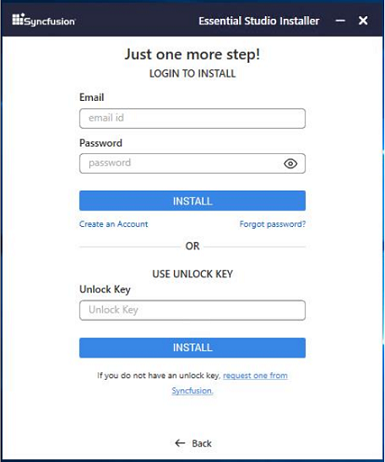 Syncfusion
Essential Studio Installer
Just one more step!
LOGIN TO INSTALL
Email
email id
Password
password
INSTALL
Create an Account
Forgot password?
OR
USE UNLOCK KEY
Unlock Key
Unlock Key
INSTALL
If you do not have an unlock key, request one from
Syncfusion.
← Back